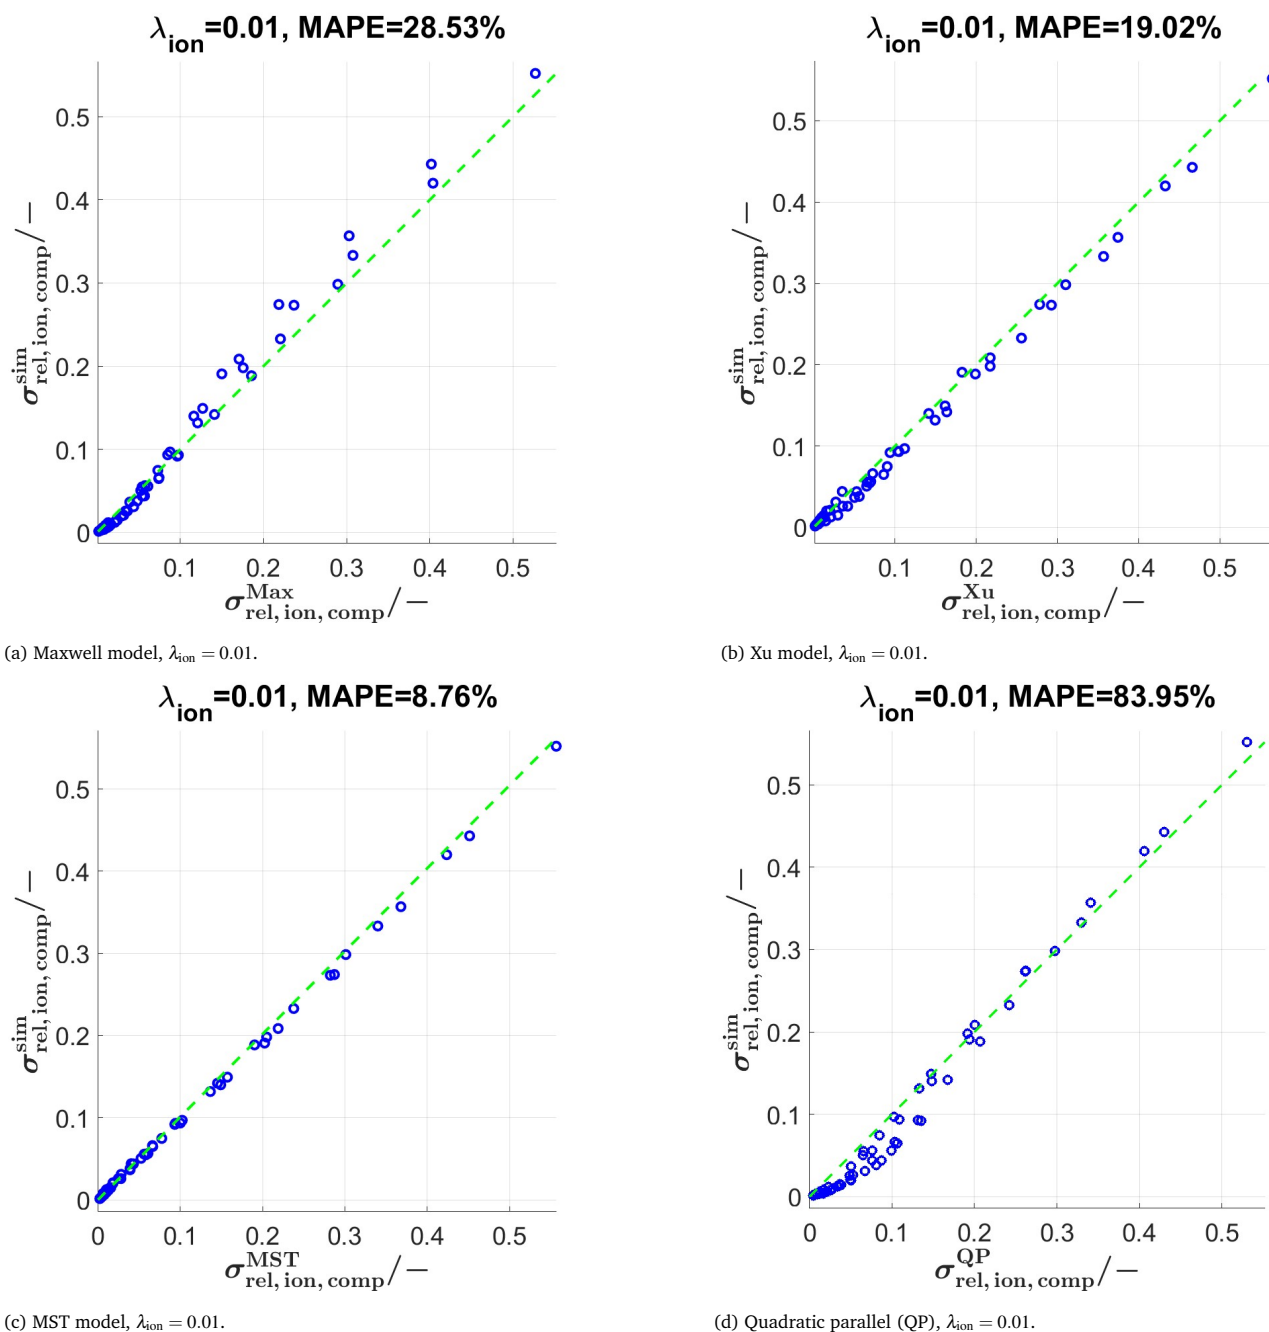 λion=0.01, MAPE=28.53%
0.5
0.4
0.3
0.2
0.1
0
0.1 0.2 0.3 0.4 0.5
σ^sim_rel,ion,comp/−
σ^Max_rel,ion,comp/−
(a) Maxwell model, λion = 0.01.
λion=0.01, MAPE=19.02%
0.5
0.4
0.3
0.2
0.1
0
0.1 0.2 0.3 0.4 0.5
σ^sim_rel,ion,comp/−
σ^Xu_rel,ion,comp/−
(b) Xu model, λion = 0.01.
λion=0.01, MAPE=8.76%
0.5
0.4
0.3
0.2
0.1
0
0 0.1 0.2 0.3 0.4 0.5
σ^sim_rel,ion,comp/−
σ^MST_rel,ion,comp/−
(c) MST model, λion = 0.01.
λion=0.01, MAPE=83.95%
0.5
0.4
0.3
0.2
0.1
0
0 0.1 0.2 0.3 0.4 0.5
σ^sim_rel,ion,comp/−
σ^QP_rel,ion,comp/−
(d) Quadratic parallel (QP), λion = 0.01.